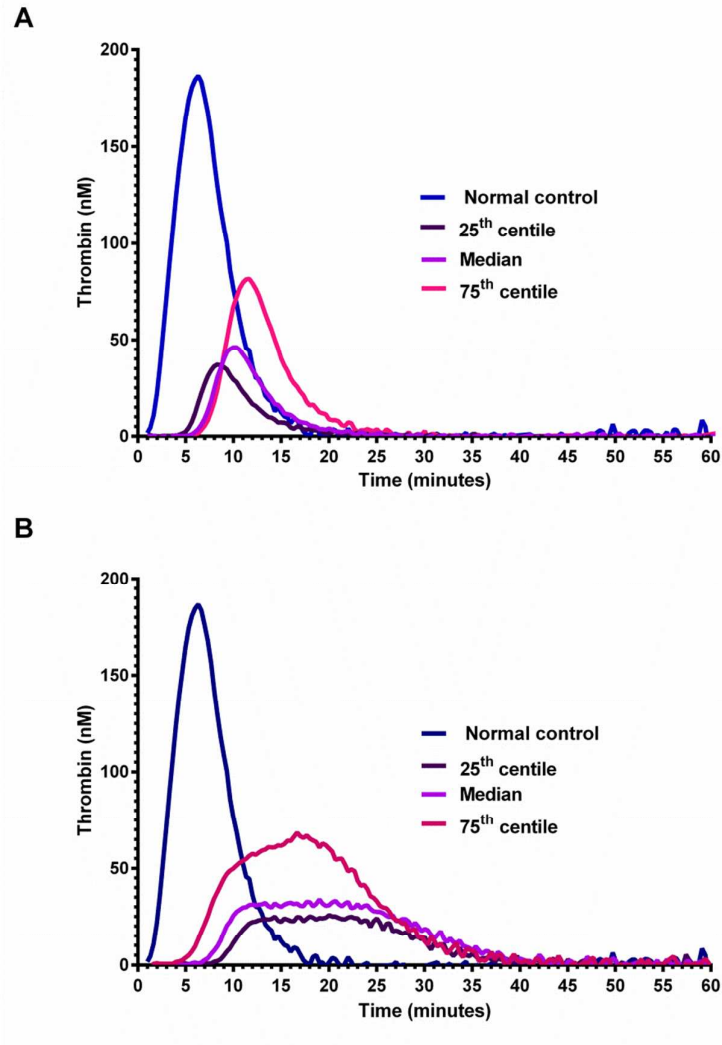 A
200
150
100
50
0
Thrombin (nM)
Normal control
25th centile
Median
75th centile
0 5 10 15 20 25 30 35 40 45 50 55 60
Time (minutes)
B
200
150
100
50
0
Thrombin (nM)
Normal control
25th centile
Median
75th centile
0 5 10 15 20 25 30 35 40 45 50 55 60
Time (minutes)